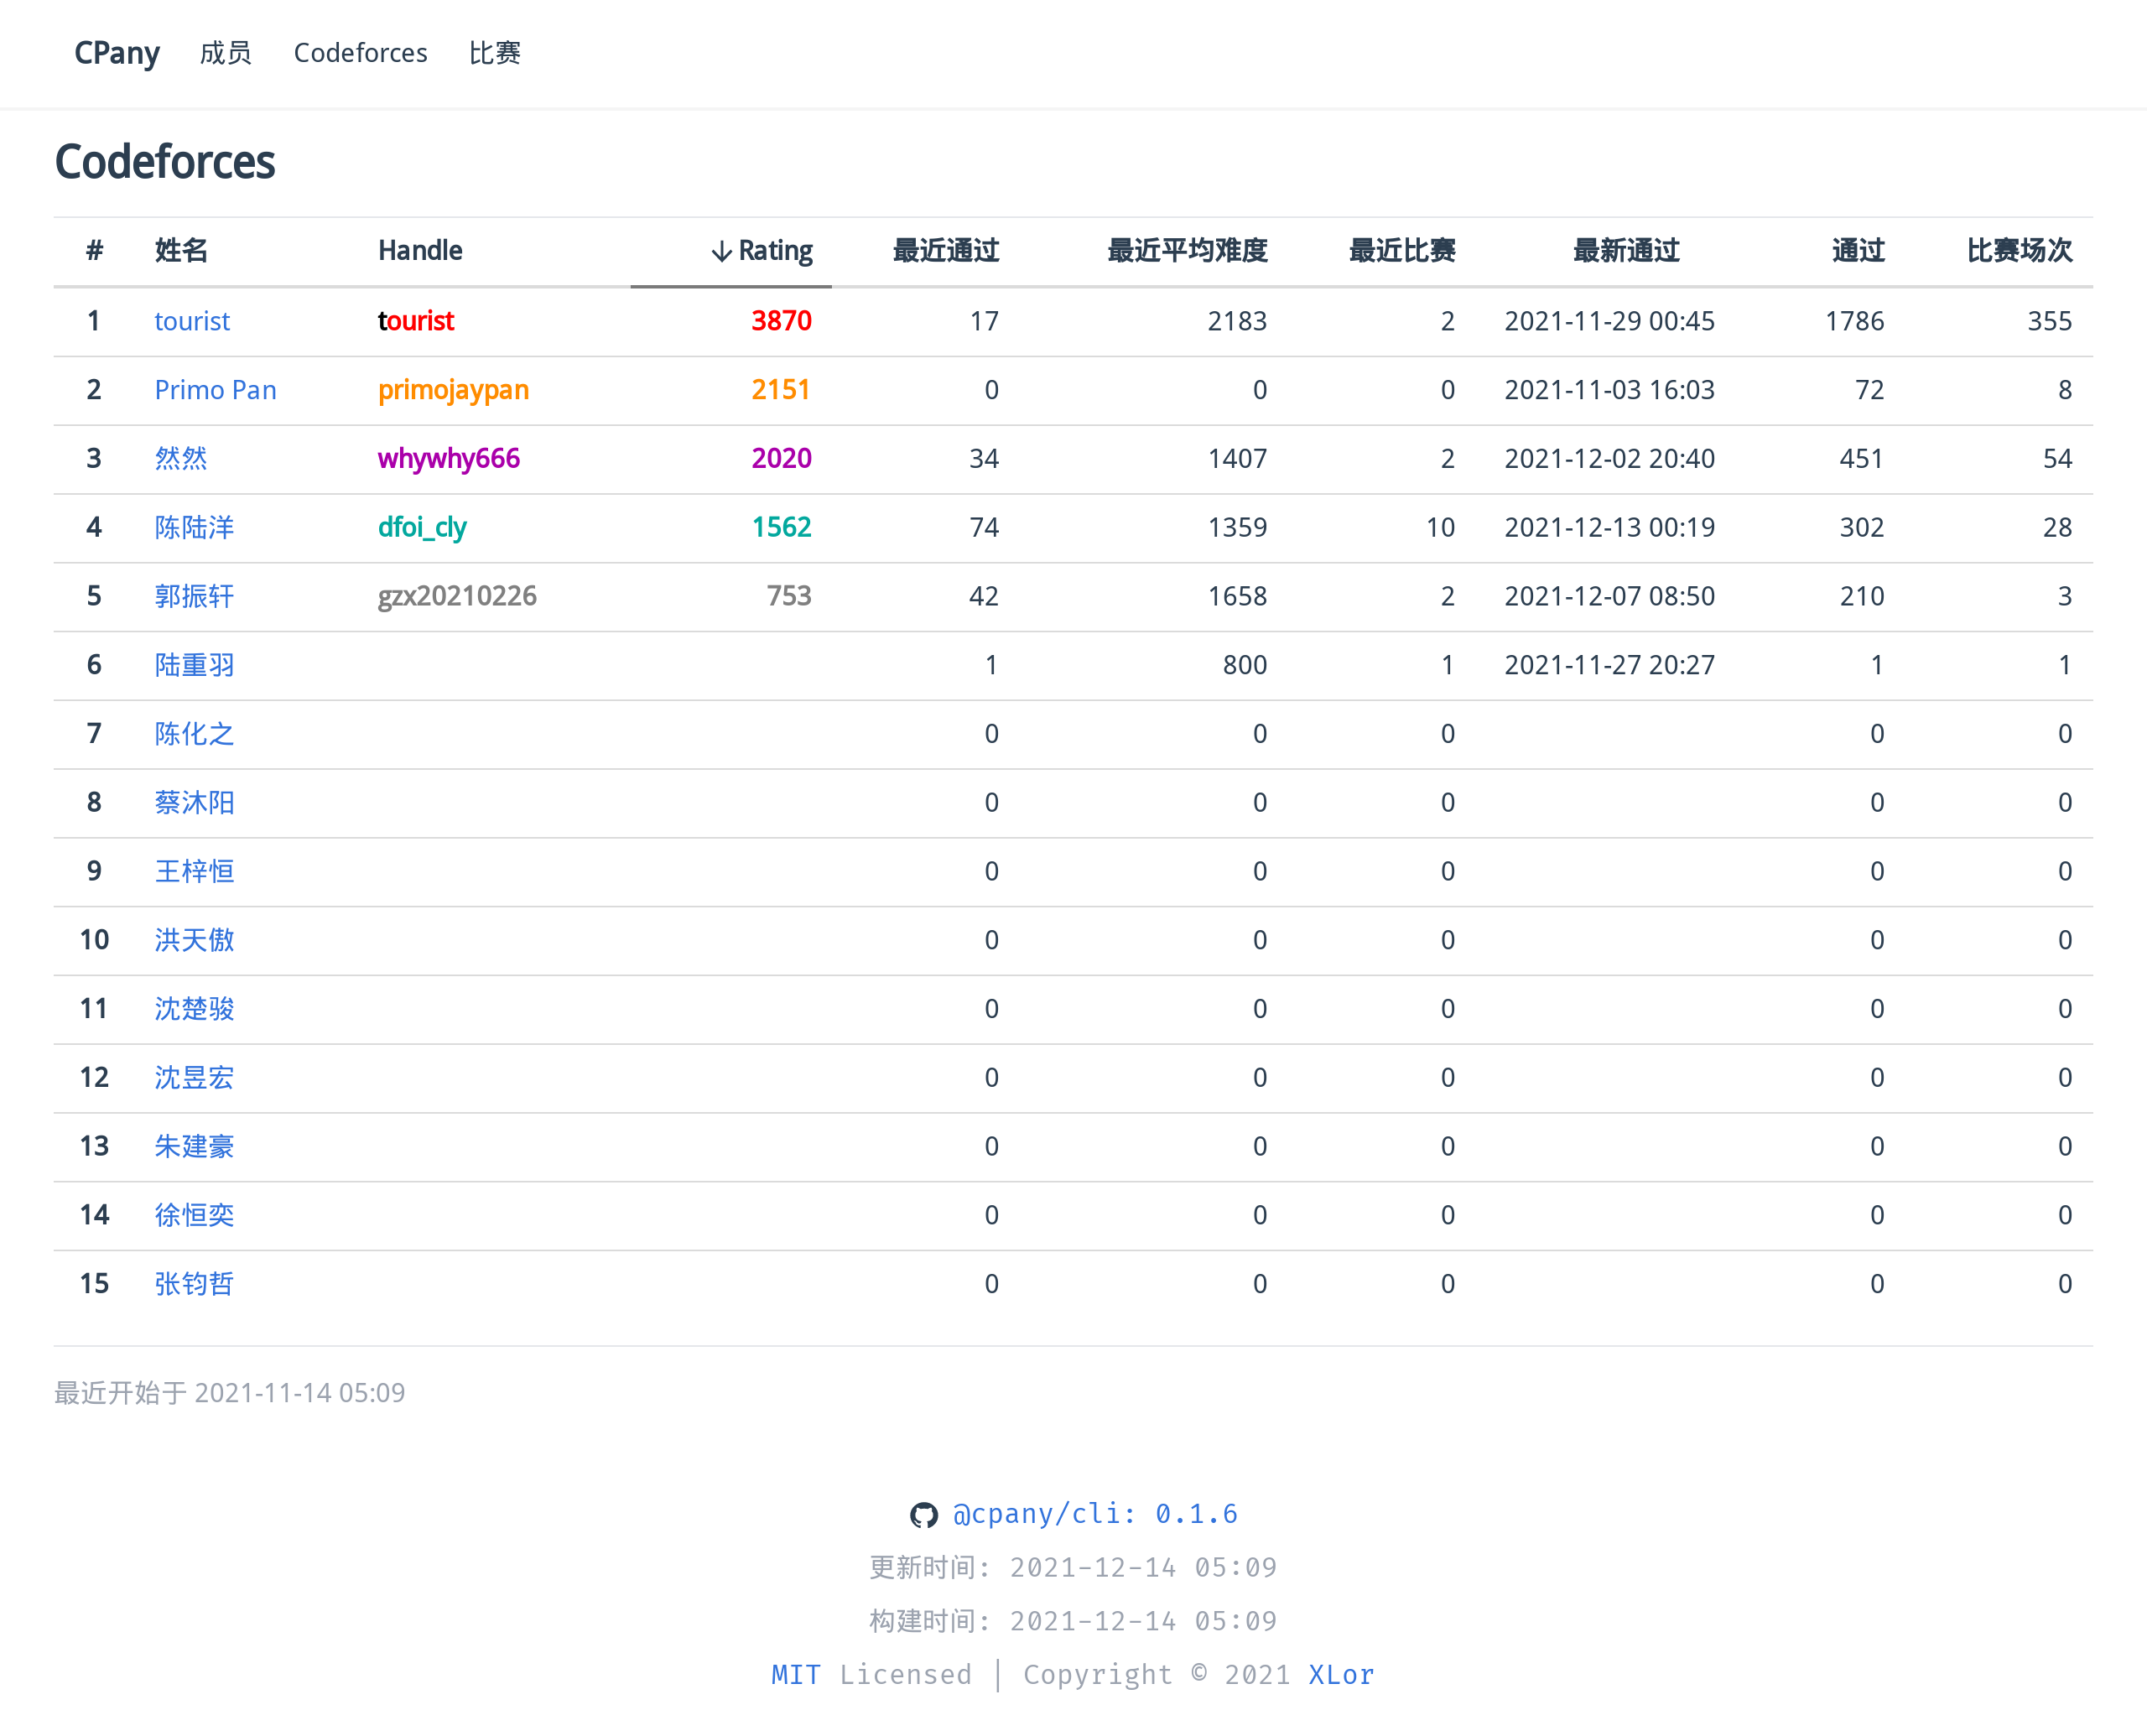 CPany 成员 Codeforces 比赛
Codeforces
# 姓名 Handle ↓ Rating 最近通过 最近平均难度 最近比赛 最新通过 通过 比赛场次
1 tourist tourist 3870 17 2183 2 2021-11-29 00:45 1786 355
2 Primo Pan primojaypan 2151 0 0 0 2021-11-03 16:03 72 8
3 然然 whywhy666 2020 34 1407 2 2021-12-02 20:40 451 54
4 陈陆洋 dfoi_cly 1562 74 1359 10 2021-12-13 00:19 302 28
5 郭振轩 gzx20210226 753 42 1658 2 2021-12-07 08:50 210 3
6 陆重羽 1 800 1 2021-11-27 20:27 1 1
7 陈化之 0 0 0 0 0
8 蔡沐阳 0 0 0 0 0
9 王梓恒 0 0 0 0 0
10 洪天傲 0 0 0 0 0
11 沈楚骏 0 0 0 0 0
12 沈昱宏 0 0 0 0 0
13 朱建豪 0 0 0 0 0
14 徐恒奕 0 0 0 0 0
15 张钧哲 0 0 0 0 0
最近开始于 2021-11-14 05:09
@cpany/cli: 0.1.6
更新时间: 2021-12-14 05:09
构建时间: 2021-12-14 05:09
MIT Licensed | Copyright © 2021 XLor